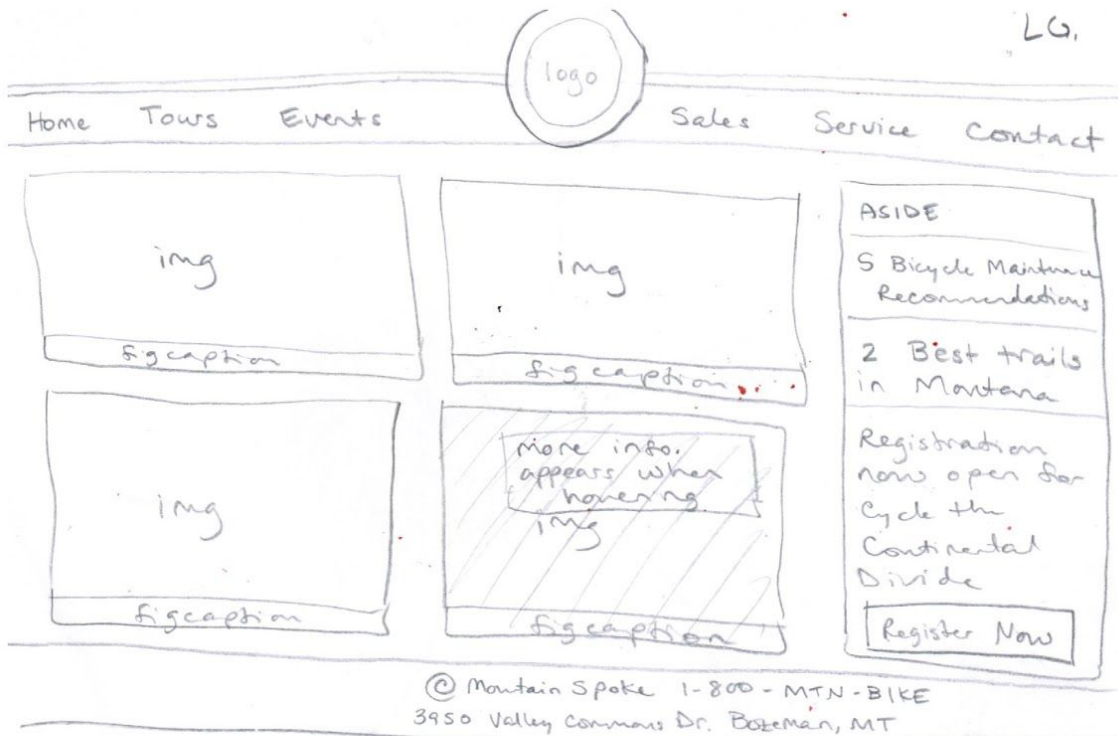 LG.
logo
Home Tours Events Sales Service Contact
img
figcaption
img
figcaption
img
figcaption
more info.
appears when
hovering
img
figcaption
ASIDE
5 Bicycle Maintnace
Recommendations
2 Best trails
in Montana
Registration
now open for
Cycle the
Continental
Divide
Register Now
© Mountain Spoke 1-800-MTN-BIKE
3950 Valley Commons Dr. Bozeman, MT